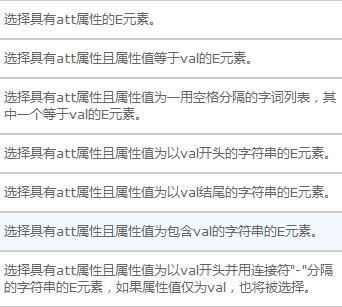 选择具有att属性的E元素。
选择具有att属性且属性值等于val的E元素。
选择具有att属性且属性值为一用空格分隔的字词列表，其
中一个等于val的E元素。
选择具有att属性且属性值为以val开头的字符串的E元素。
选择具有att属性且属性值为以val结尾的字符串的E元素。
选择具有att属性且属性值为包含val的字符串的E元素。
选择具有att属性且属性值为以val开头并用连接符"-"分隔
的字符串的E元素，如果属性值仅为val，也将被选择。